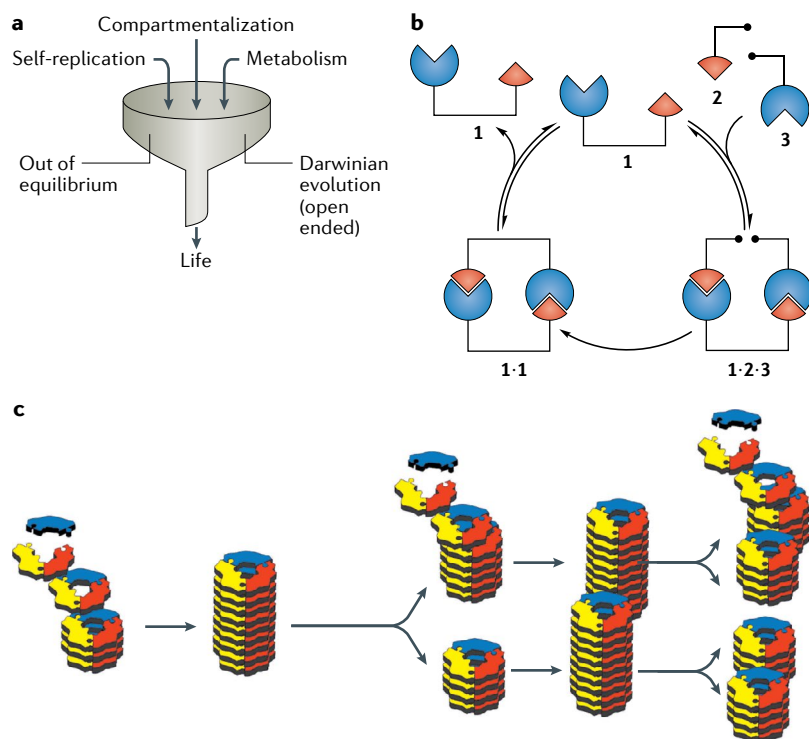 a
Compartmentalization
Self-replication
Metabolism
Out of
equilibrium
Darwinian
evolution
(open
ended)
Life
b
1
1
2
3
1·1
1·2·3
c